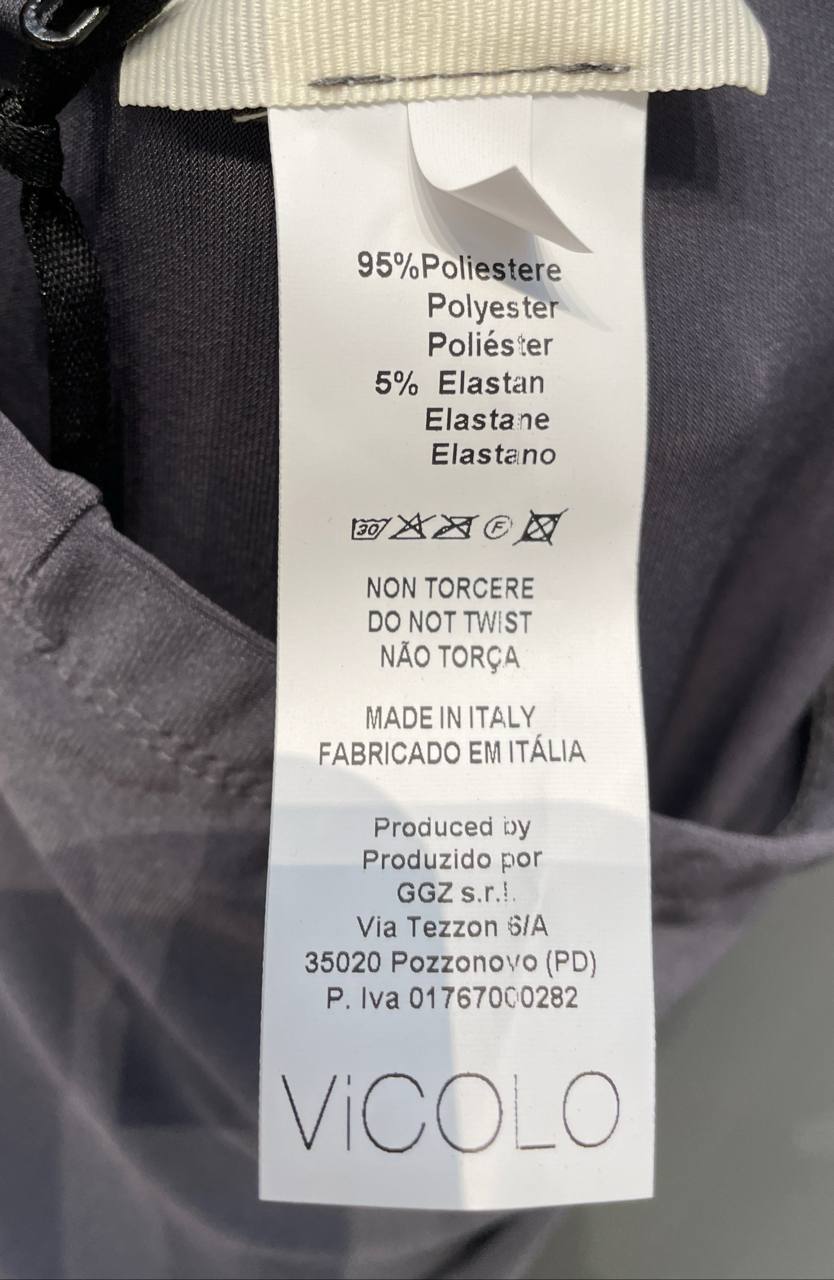 95%Poliestere
Polyester
Poliéster
5% Elastan
Elastane
Elastano
30 F
NON TORCERE
DO NOT TWIST
NÃO TORÇA
MADE IN ITALY
FABRICADO EM ITÁLIA
Produced by
Produzido por
GGZ s.r.l.
Via Tezzon 6/A
35020 Pozzonovo (PD)
P. Iva 01767000282
ViCOLO